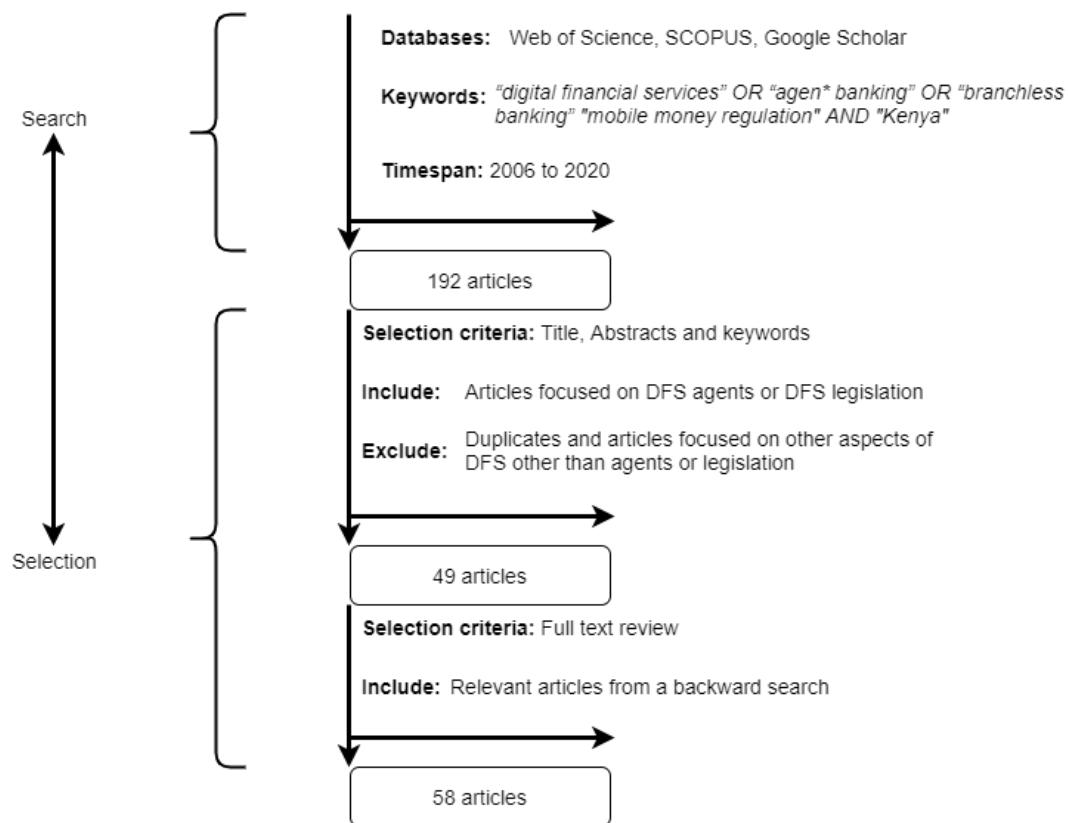 Databases: Web of Science, SCOPUS, Google Scholar
Keywords: “digital financial services” OR “agen* banking” OR “branchless
banking” "mobile money regulation" AND "Kenya"
Search
Timespan: 2006 to 2020
192 articles
Selection criteria: Title, Abstracts and keywords
Include: Articles focused on DFS agents or DFS legislation
Exclude: Duplicates and articles focused on other aspects of
DFS other than agents or legislation
Selection
49 articles
Selection criteria: Full text review
Include: Relevant articles from a backward search
58 articles